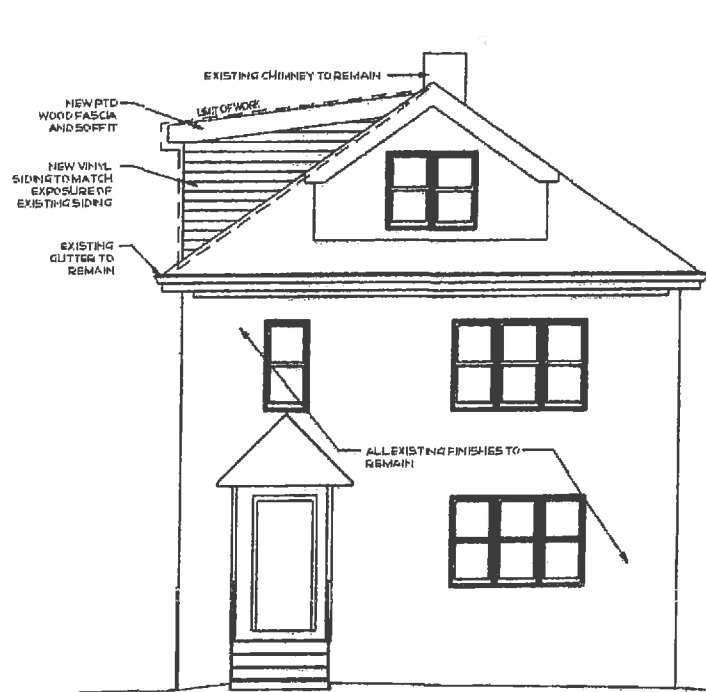 EXISTING CHIMNEY TO REMAIN
NEW PTD
WOOD FASCIA
AND SOFFIT
LIMIT OF WORK
NEW VINYL
SIDING TO MATCH
EXPOSURE OF
EXISTING SIDING
EXISTING
GUTTER TO
REMAIN
ALL EXISTING FINISHES TO
REMAIN